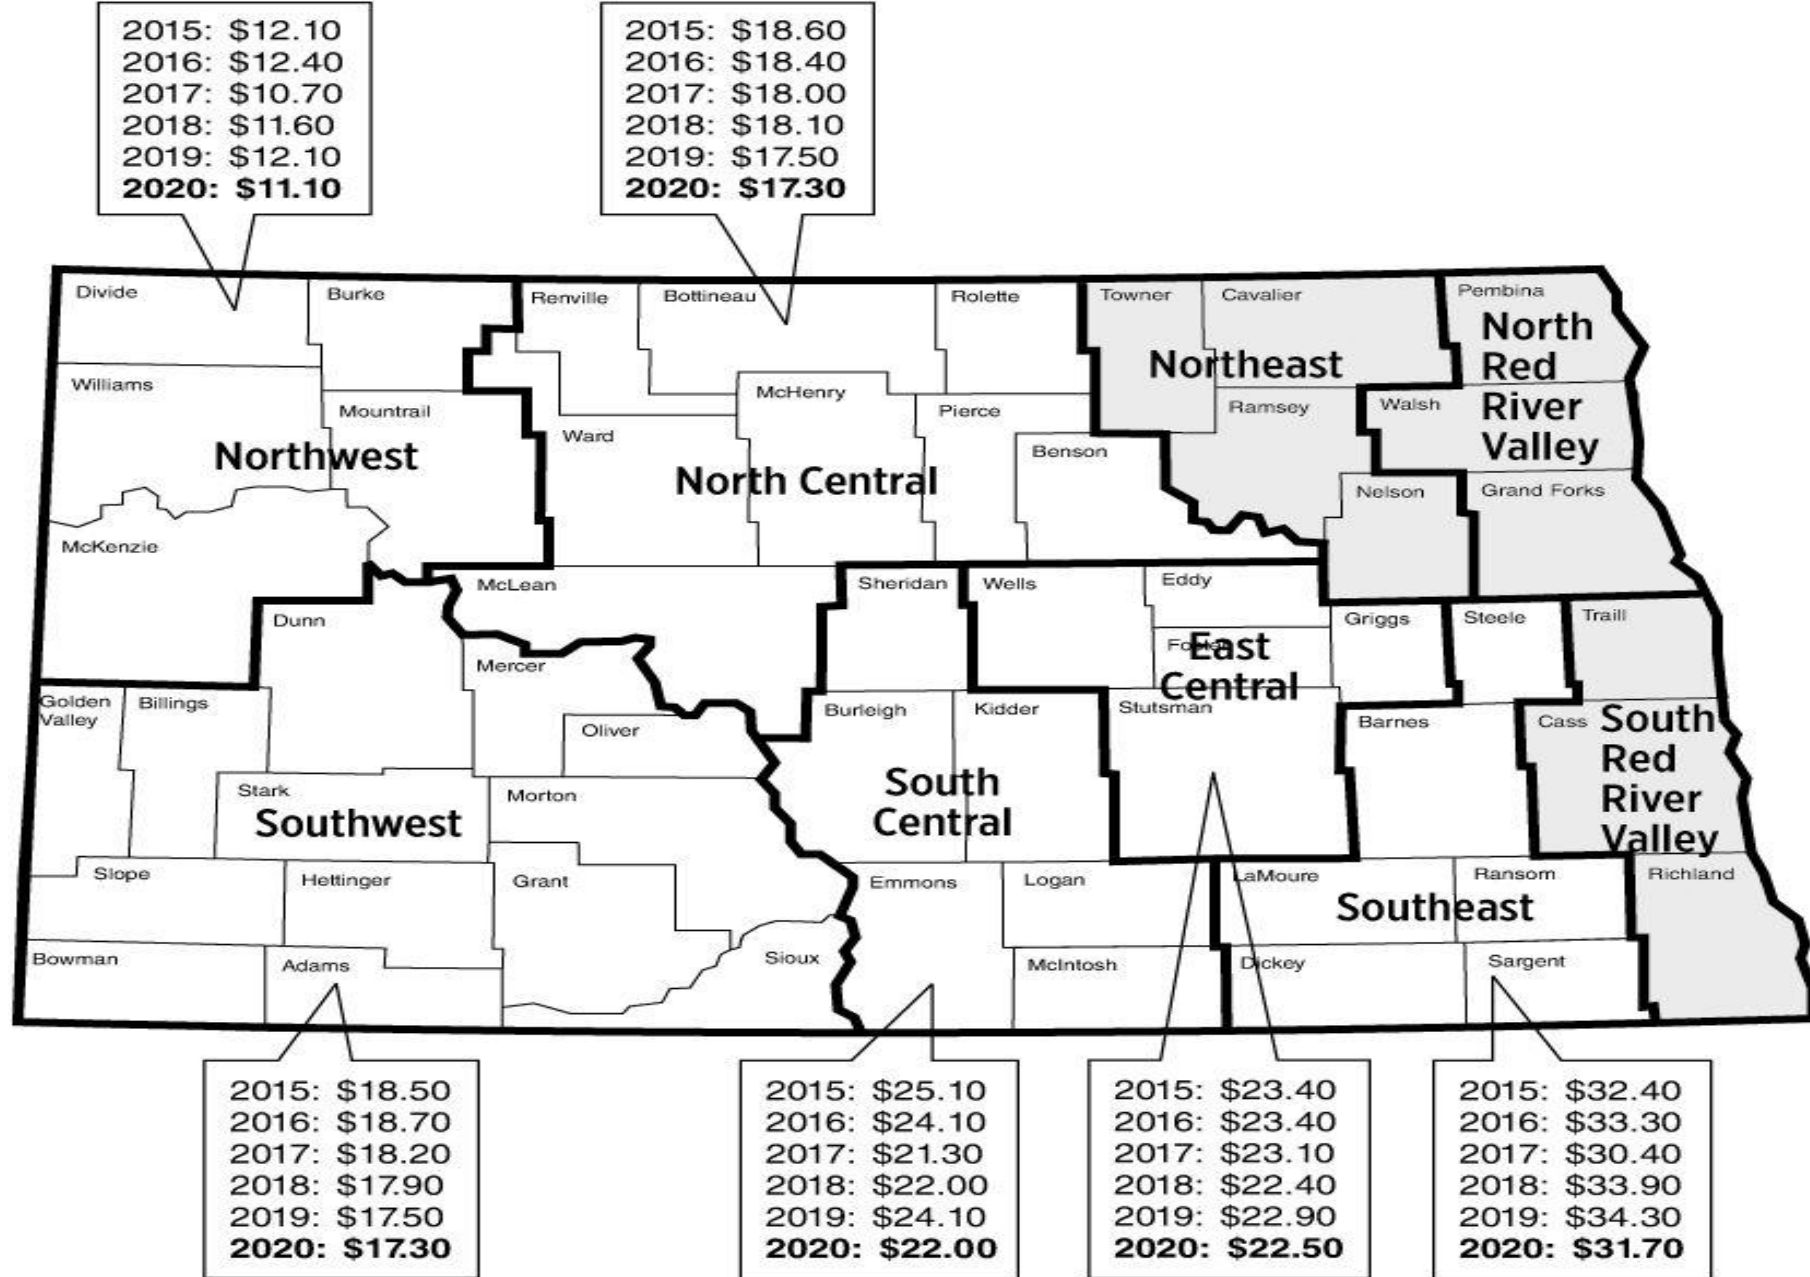 2015: $12.10
2016: $12.40
2017: $10.70
2018: $11.60
2019: $12.10
2020: $11.10
2015: $18.60
2016: $18.40
2017: $18.00
2018: $18.10
2019: $17.50
2020: $17.30
Divide
Burke
Renville
Bottineau
Rolette
Towner
Cavalier
Pembina
North
Red
River
Valley
Northeast
Williams
Mountrail
McHenry
Pierce
Ramsey
Walsh
Ward
Benson
Northwest
North Central
Nelson
Grand Forks
McKenzie
McLean
Sheridan
Wells
Eddy
Dunn
Griggs
Steele
Traill
Foster
East
Central
Mercer
Golden
Valley
Billings
Oliver
Burleigh
Kidder
Stutsman
Barnes
Cass
South
Red
River
Valley
Stark
Southwest
Morton
South
Central
Slope
Hettinger
Grant
Emmons
Logan
LaMoure
Ransom
Richland
Southeast
Bowman
Adams
Sioux
McIntosh
Dickey
Sargent
2015: $18.50
2016: $18.70
2017: $18.20
2018: $17.90
2019: $17.50
2020: $17.30
2015: $25.10
2016: $24.10
2017: $21.30
2018: $22.00
2019: $24.10
2020: $22.00
2015: $23.40
2016: $23.40
2017: $23.10
2018: $22.40
2019: $22.90
2020: $22.50
2015: $32.40
2016: $33.30
2017: $30.40
2018: $33.90
2019: $34.30
2020: $31.70